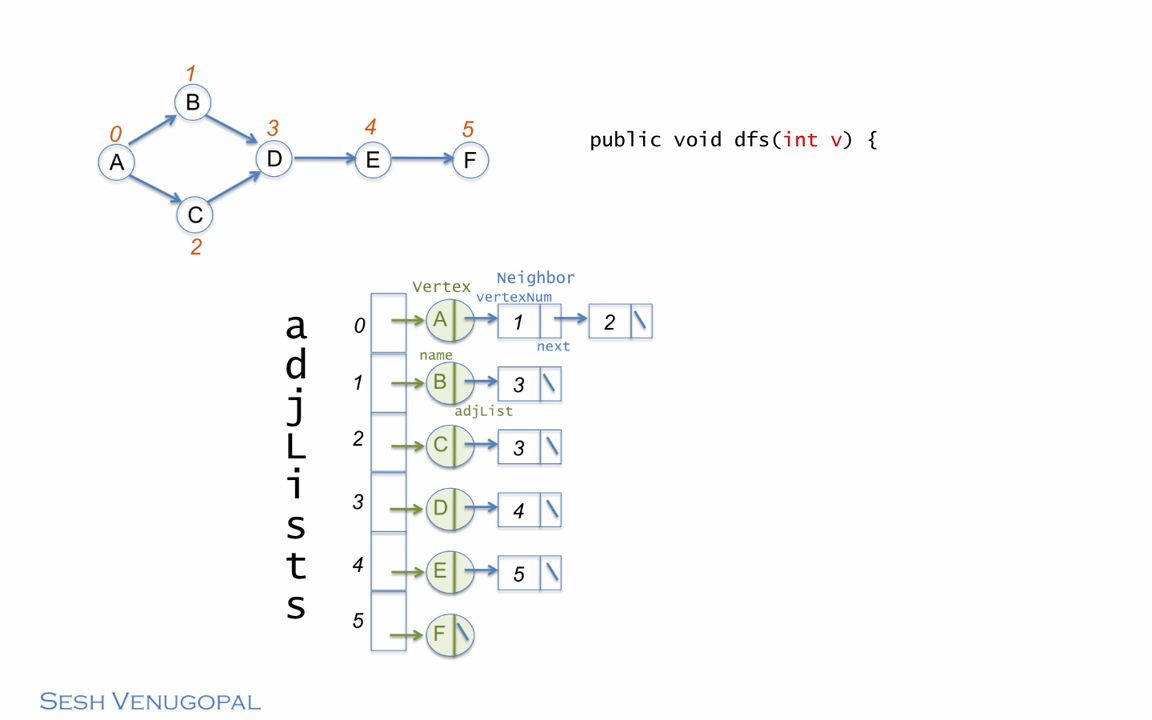 1
B
0
3
4
5
A
D
E
F
C
2
public void dfs(int v) {
adjLists
Vertex
Neighbor
vertexNum
0
A
1
2
next
name
1
B
3
adjList
2
C
3
3
D
4
4
E
5
5
F
SESH VENUGOPAL